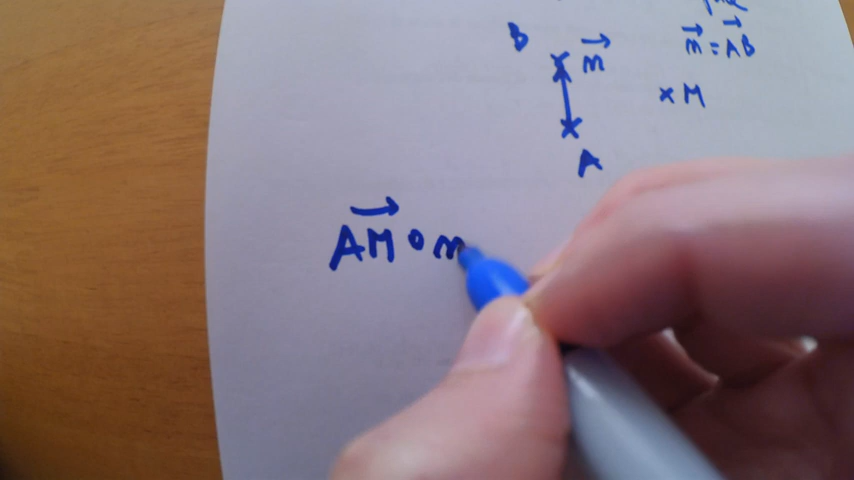 B
m⃗
m⃗ = AB⃗
× M
A
AM⃗ • m